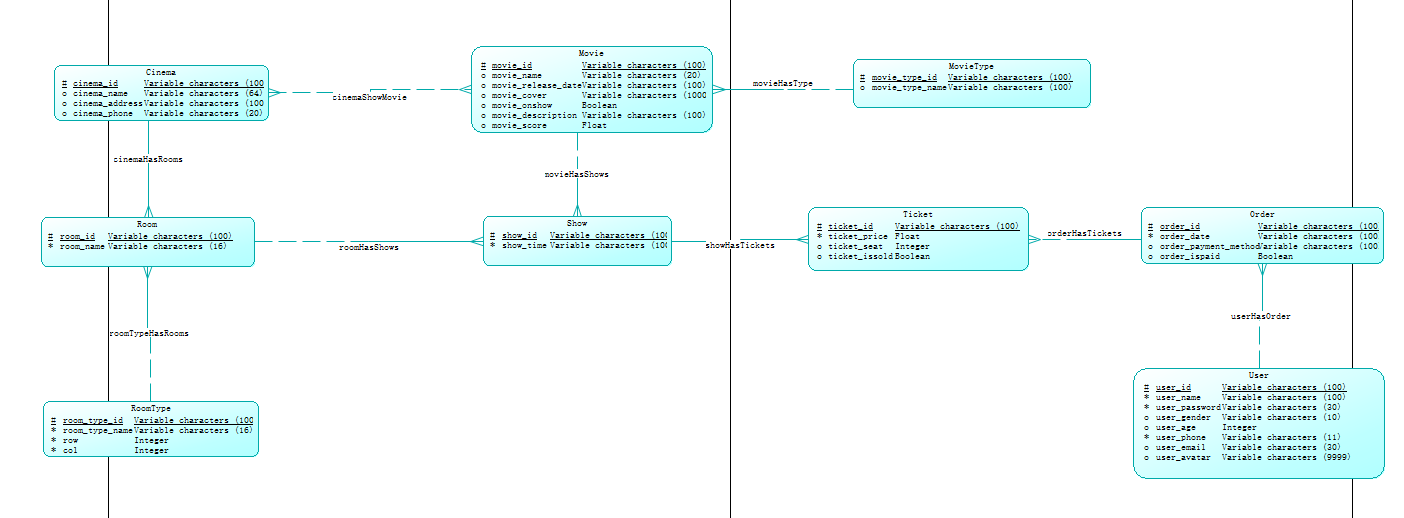 Cinema
# cinema_id Variable characters (100
o cinema_name Variable characters (64)
o cinema_address Variable characters (100
o cinema_phone Variable characters (20)
cinemaShowMovie
Movie
# movie_id Variable characters (100)
o movie_name Variable characters (20)
o movie_release_date Variable characters (100)
o movie_cover Variable characters (1000
o movie_onshow Boolean
o movie_description Variable characters (100)
o movie_score Float
movieHasType
MovieType
# movie_type_id Variable characters (100)
o movie_type_name Variable characters (100)
cinemaHasRooms
movieHasShows
Room
# room_id Variable characters (100)
* room_name Variable characters (16)
roomHasShows
Show
# show_id Variable characters (100
* show_time Variable characters (100
showHasTickets
Ticket
# ticket_id Variable characters (100)
* ticket_price Float
o ticket_seat Integer
o ticket_issold Boolean
orderHasTickets
Order
# order_id Variable characters (100
* order_date Variable characters (100
o order_payment_method Variable characters (100
o order_ispaid Boolean
roomTypeHasRooms
userHasOrder
RoomType
# room_type_id Variable characters (100
* room_type_name Variable characters (16)
* row Integer
* col Integer
User
# user_id Variable characters (100)
* user_name Variable characters (100)
* user_password Variable characters (30)
o user_gender Variable characters (10)
o user_age Integer
* user_phone Variable characters (11)
o user_email Variable characters (30)
o user_avatar Variable characters (9999)